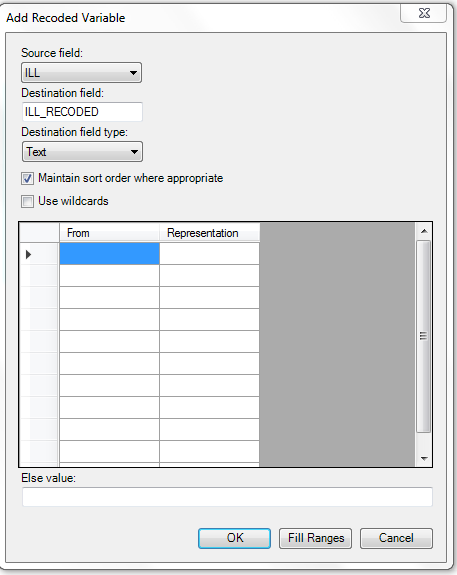 Add Recoded Variable
Source field:
ILL
Destination field:
ILL_RECODED
Destination field type:
Text
Maintain sort order where appropriate
Use wildcards
From Representation
Else value:
OK Fill Ranges Cancel